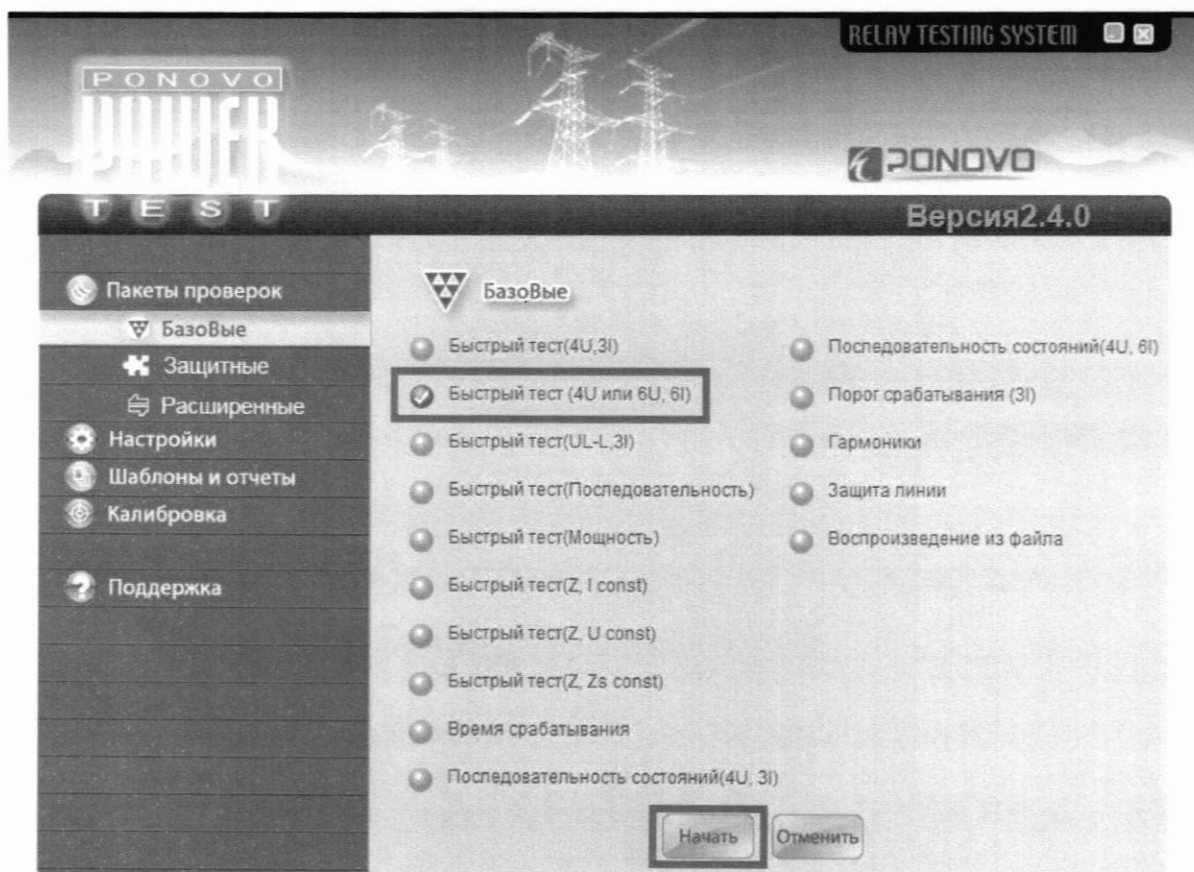 RELAY TESTING SYSTEM
PONOVO
POWER
TEST
PONOVO
Версия2.4.0
Пакеты проверок
БазоВые
Защитные
Расширенные
Настройки
Шаблоны и отчеты
Калибровка
Поддержка
БазоВые
Быстрый тест(4U,3I)
Быстрый тест (4U или 6U, 6I)
Быстрый тест(UL-L,3I)
Быстрый тест(Последовательность)
Быстрый тест(Мощность)
Быстрый тест(Z, I const)
Быстрый тест(Z, U const)
Быстрый тест(Z, Zs const)
Время срабатывания
Последовательность состояний(4U, 3I)
Последовательность состояний(4U, 6I)
Порог срабатывания (3I)
Гармоники
Защита линии
Воспроизведение из файла
Начать
Отменить